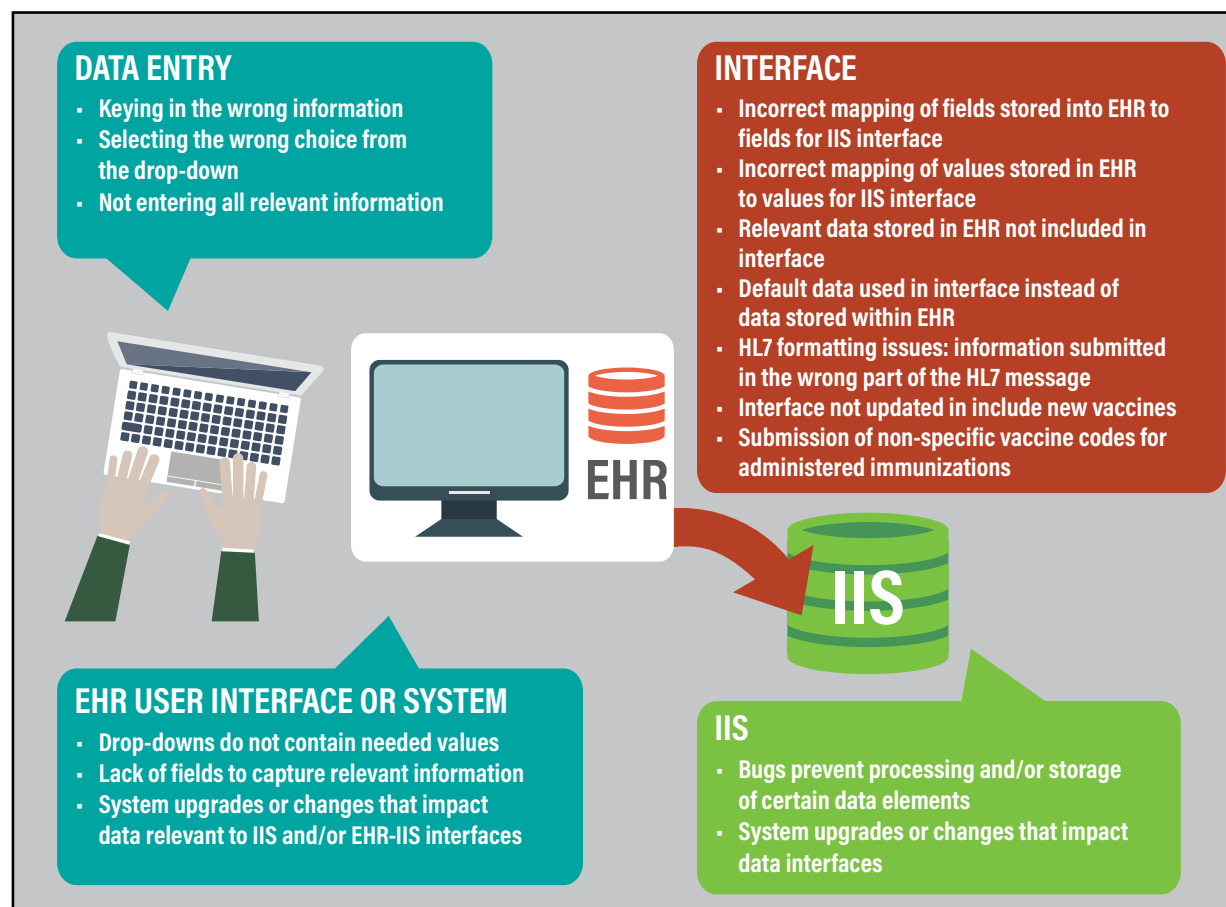 DATA ENTRY
▪ Keying in the wrong information
▪ Selecting the wrong choice from
the drop-down
▪ Not entering all relevant information
INTERFACE
▪ Incorrect mapping of fields stored into EHR to
fields for IIS interface
▪ Incorrect mapping of values stored in EHR
to values for IIS interface
▪ Relevant data stored in EHR not included in
interface
▪ Default data used in interface instead of
data stored within EHR
▪ HL7 formatting issues: information submitted
in the wrong part of the HL7 message
▪ Interface not updated in include new vaccines
▪ Submission of non-specific vaccine codes for
administered immunizations
EHR
IIS
EHR USER INTERFACE OR SYSTEM
▪ Drop-downs do not contain needed values
▪ Lack of fields to capture relevant information
▪ System upgrades or changes that impact
data relevant to IIS and/or EHR-IIS interfaces
IIS
▪ Bugs prevent processing and/or storage
of certain data elements
▪ System upgrades or changes that impact
data interfaces